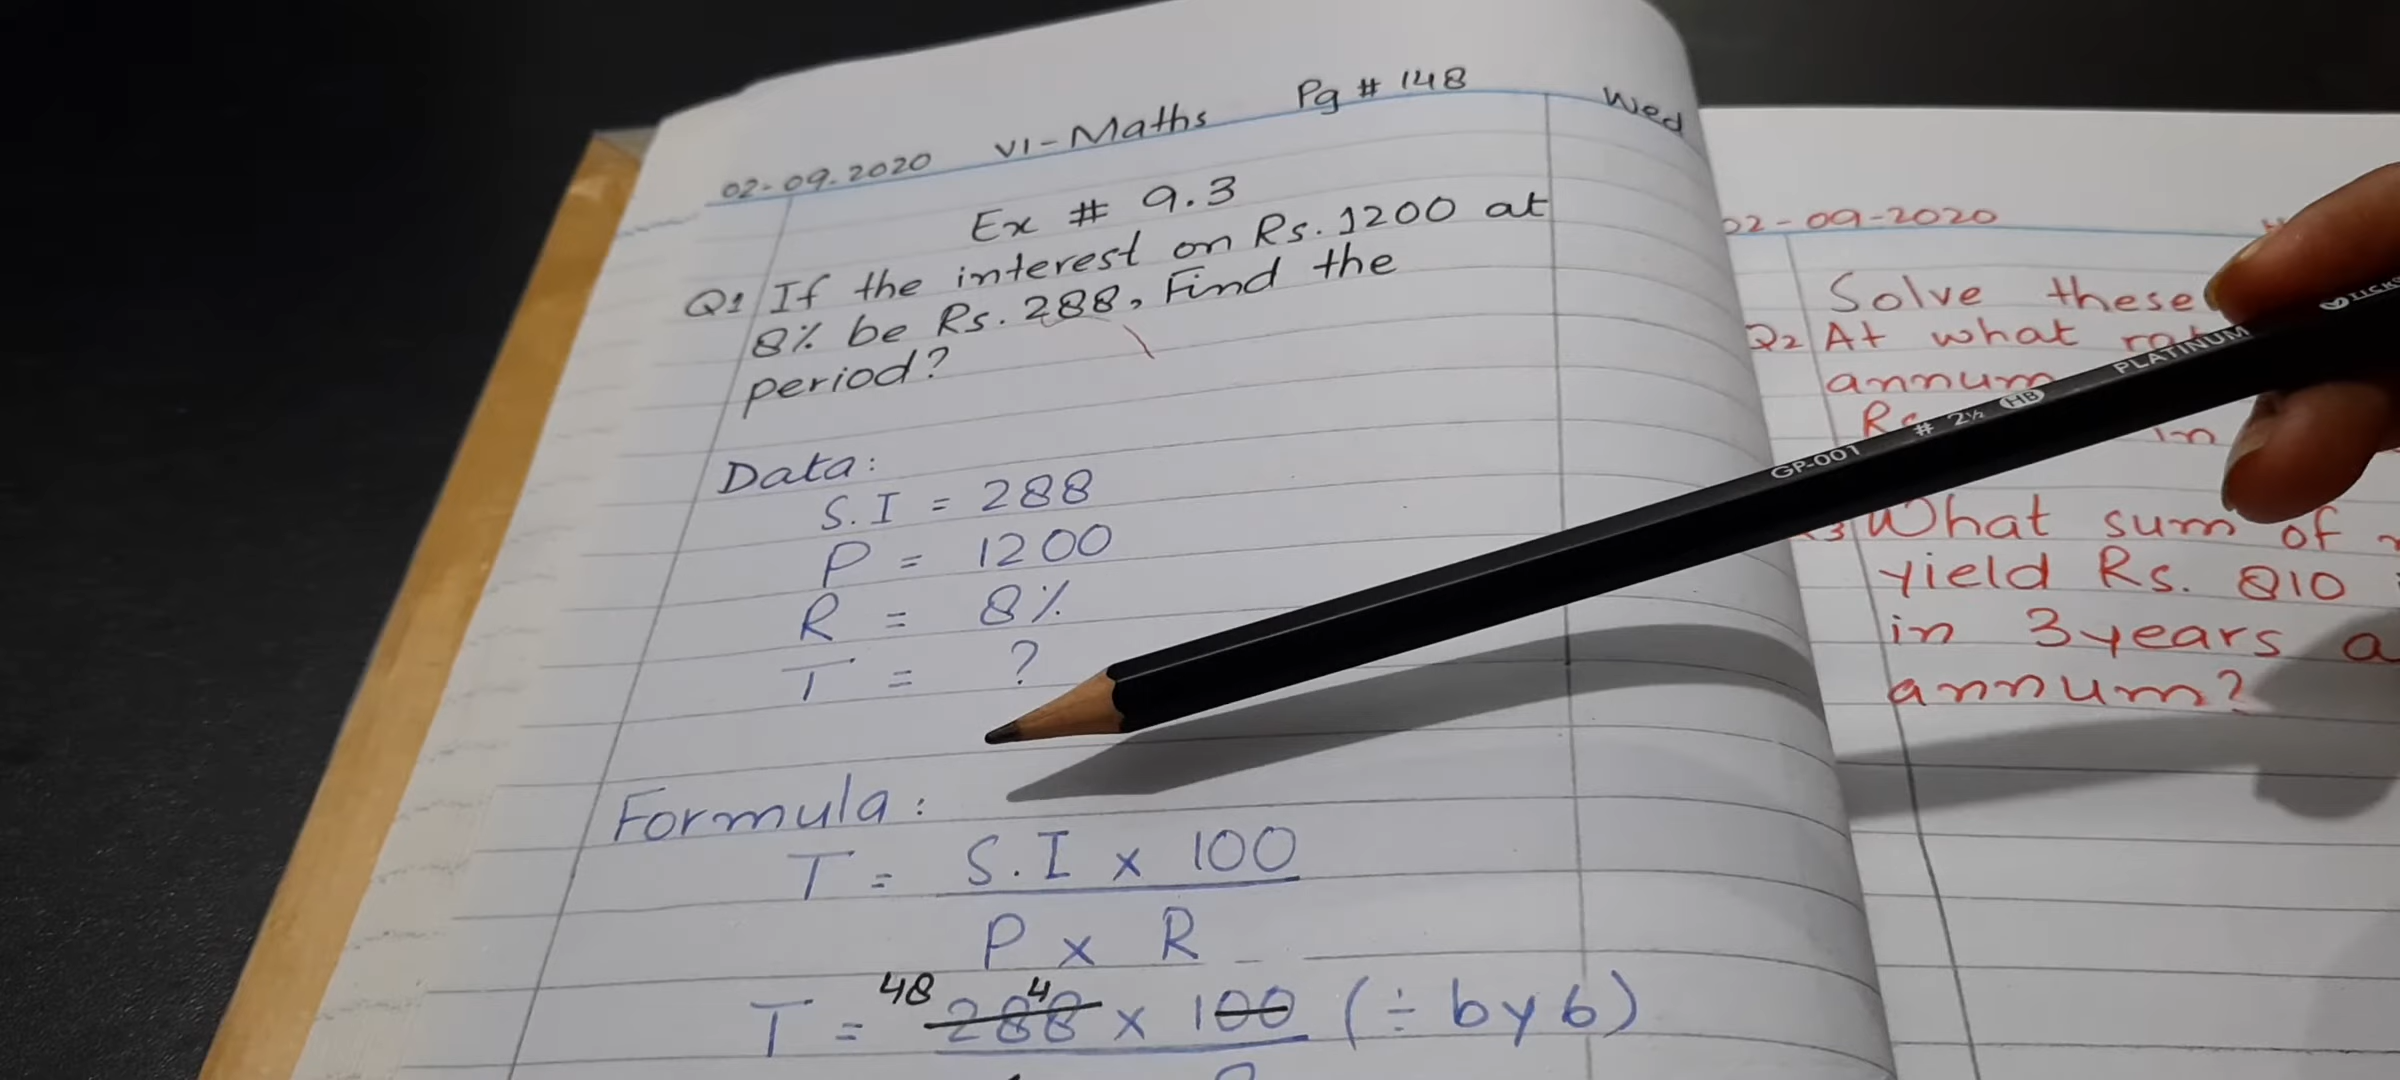 02-09.2020 VI-Maths Pg # 148 Wed
Ex # 9.3
Q1 If the interest on Rs. 1200 at
8% be Rs. 288, Find the
period?
Data:
S.I = 288
P = 1200
R = 8%
T = ?
Formula:
T = S.I x 100
P x R
48 4
T = 288 x 100 (÷ by 6)
02-09-2020
Solve these
Q2 At what
annum
in
What sum of
yield Rs. 810
in 3 years
annum?
GP-001 # 2½ HB PLATINUM